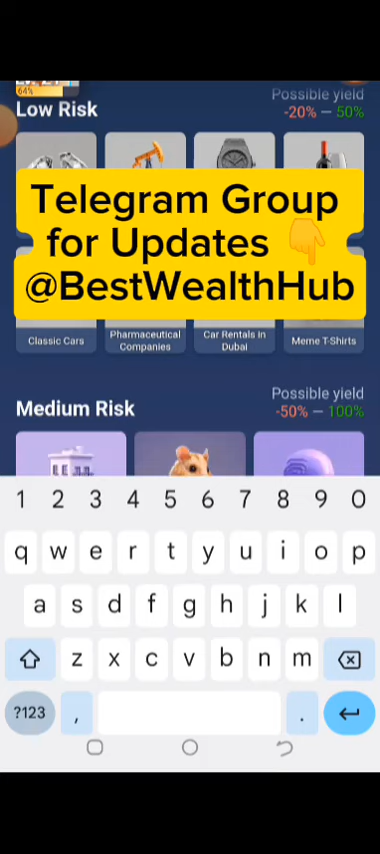 64%
Low Risk
Possible yield
-20% — 50%
Telegram Group
for Updates 👇
@BestWealthHub
Classic Cars
Pharmaceutical
Companies
Car Rentals in
Dubai
Meme T-Shirts
Medium Risk
Possible yield
-50% — 100%
1 2 3 4 5 6 7 8 9 0
q w e r t y u i o p
a s d f g h j k l
z x c v b n m
?123 , .